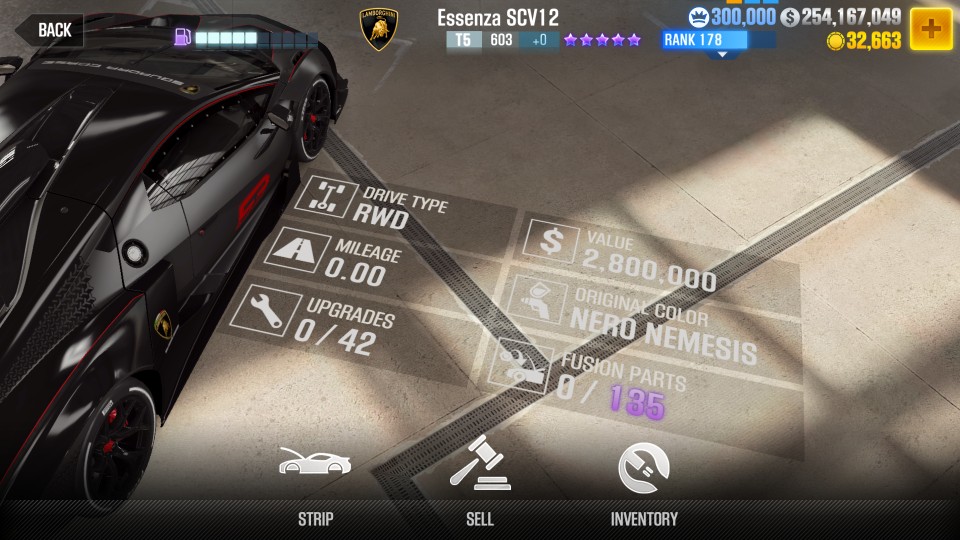 BACK
LAMBORGHINI
Essenza SCV12
T5 603 +0
300,000
254,167,049
RANK 178
32,663
DRIVE TYPE
RWD
MILEAGE
0.00
UPGRADES
0 / 42
VALUE
2,800,000
ORIGINAL COLOR
NERO NEMESIS
FUSION PARTS
0 / 135
STRIP
SELL
INVENTORY